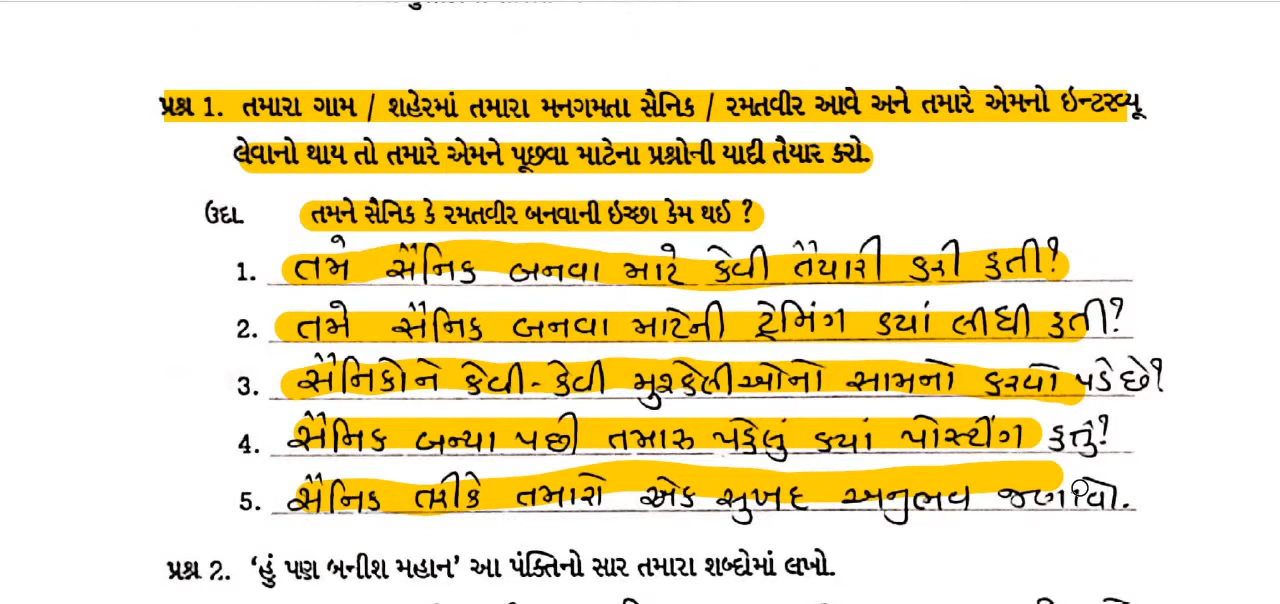 પ્રશ્ન 1. તમારા ગામ / શહેરમાં તમારા મનગમતા સૈનિક / રમતવીર આવે અને તમારે એમનો ઇન્ટરવ્યૂ
લેવાનો થાય તો તમારે એમને પૂછવા માટેના પ્રશ્નોની યાદી તૈયાર કરો.
ઉદા. તમને સૈનિક કે રમતવીર બનવાની ઇચ્છા કેમ થઈ ?
1. તમે સૈનિક બનવા માટે કેવી તૈયારી કરી હતી?
2. તમે સૈનિક બનવા માટેની ટ્રેનિંગ કયાં લીધી હતી?
3. સૈનિકોને કેવી-કેવી મુશ્કેલીઓનો સામનો કરવો પડે છે?
4. સૈનિક બન્યા પછી તમારુ પહેલું કયાં પોસ્ટીંગ હતું?
5. સૈનિક તરીકે તમારો એક સુખદ અનુભવ જણાવો.
પ્રશ્ન 2. ‘હું પણ બનીશ મહાન’ આ પંક્તિનો સાર તમારા શબ્દોમાં લખો.